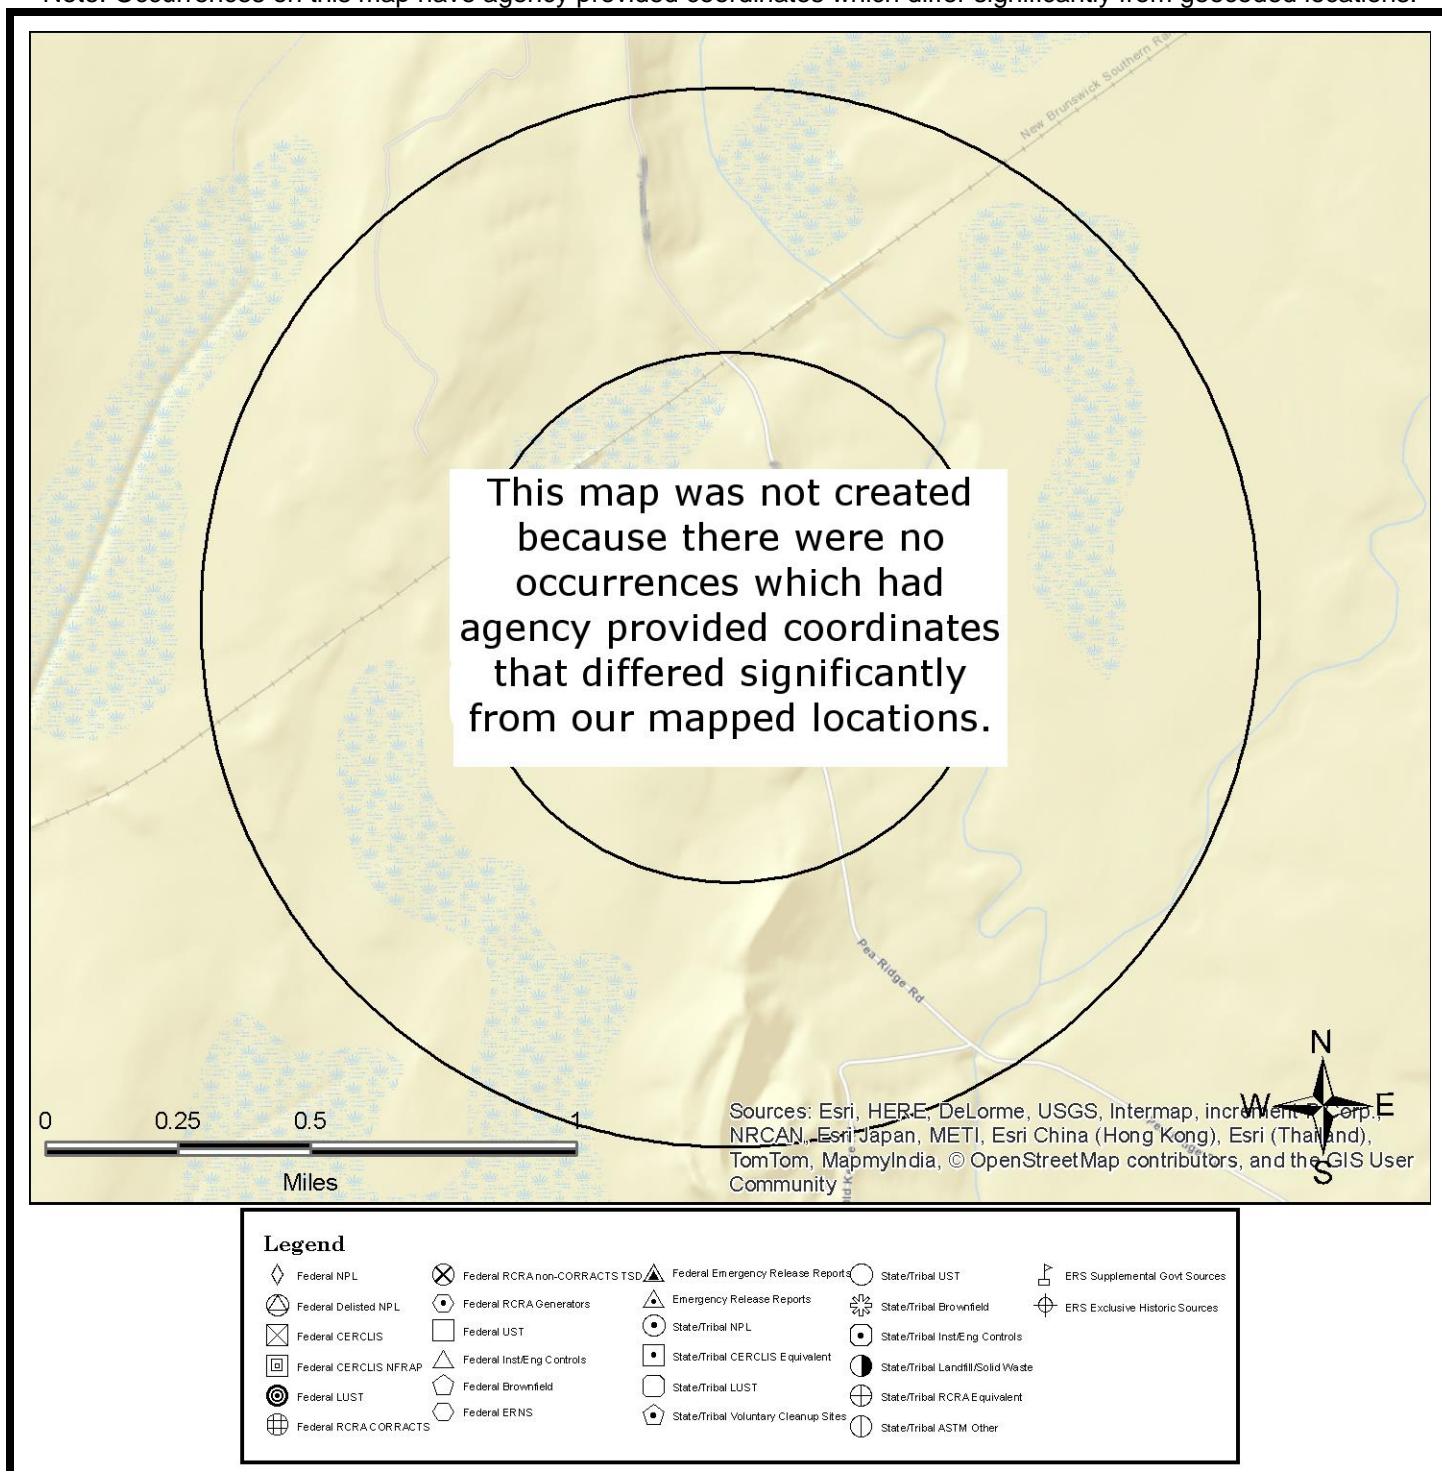 Note: Occurrences on this map have agency provided coordinates which differ significantly from geocoded locations.
New Brunswick Southern
This map was not created
because there were no
occurrences which had
agency provided coordinates
that differed significantly
from our mapped locations.
Pea Ridge Rd
N
W
E
S
0 0.25 0.5 1
Miles
Sources: Esri, HERE, DeLorme, USGS, Intermap, increment P Corp.,
NRCAN, Esri Japan, METI, Esri China (Hong Kong), Esri (Thailand),
TomTom, MapmyIndia, © OpenStreetMap contributors, and the GIS User
Community
Legend
Federal NPL
Federal Delisted NPL
Federal CERCLIS
Federal CERCLIS NFRAP
Federal LUST
Federal RCRA CORRACTS
Federal RCRA non-CORRACTS TSD
Federal RCRA Generators
Federal UST
Federal Inst/Eng Controls
Federal Brownfield
Federal ERNS
Federal Emergency Release Reports
Emergency Release Reports
State/Tribal NPL
State/Tribal CERCLIS Equivalent
State/Tribal LUST
State/Tribal Voluntary Cleanup Sites
State/Tribal UST
State/Tribal Brownfield
State/Tribal Inst/Eng Controls
State/Tribal Landfill/Solid Waste
State/Tribal RCRA Equivalent
State/Tribal ASTM Other
ERS Supplemental Govt Sources
ERS Exclusive Historic Sources